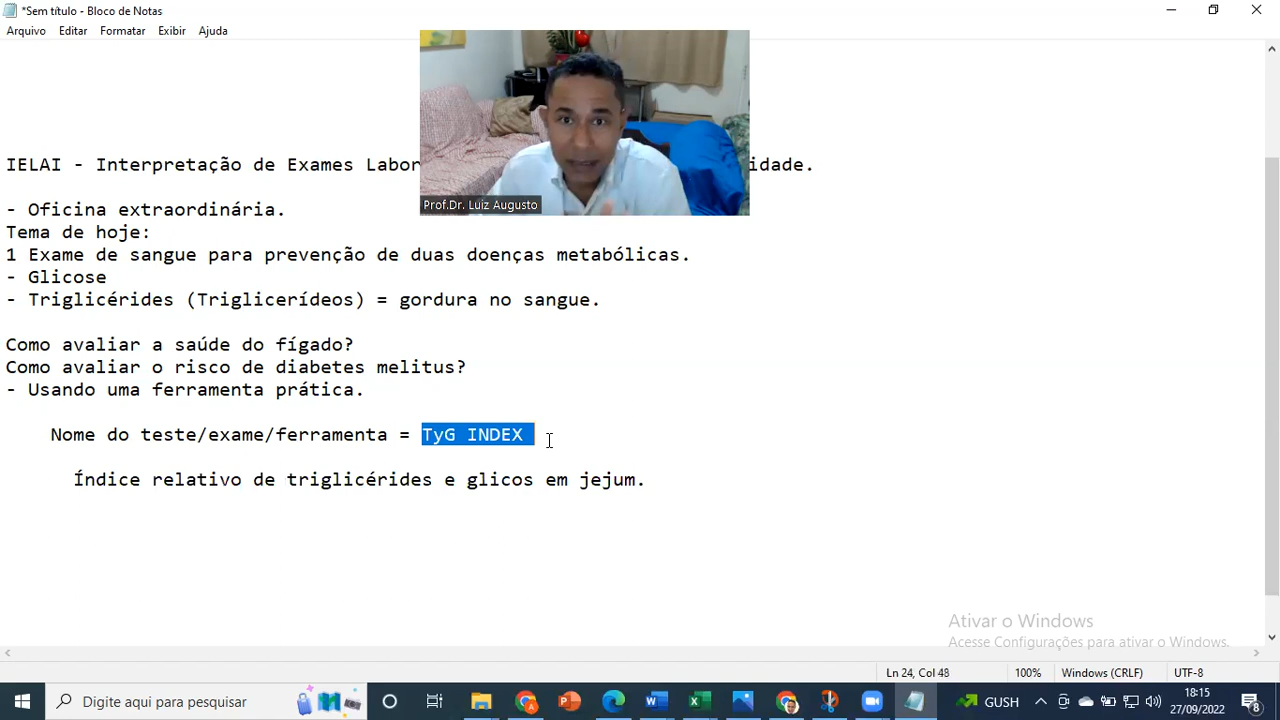 *Sem título - Bloco de Notas
Arquivo Editar Formatar Exibir Ajuda
IELAI - Interpretação de Exames Labor idade.
- Oficina extraordinária.
Prof.Dr. Luiz Augusto
Tema de hoje:
1 Exame de sangue para prevenção de duas doenças metabólicas.
- Glicose
- Triglicérides (Triglicerídeos) = gordura no sangue.
Como avaliar a saúde do fígado?
Como avaliar o risco de diabetes melitus?
- Usando uma ferramenta prática.
Nome do teste/exame/ferramenta = TyG INDEX
Índice relativo de triglicérides e glicos em jejum.
Ativar o Windows
Acesse Configurações para ativar o Windows.
Ln 24, Col 48 100% Windows (CRLF) UTF-8
Digite aqui para pesquisar
GUSH
18:15
27/09/2022
8